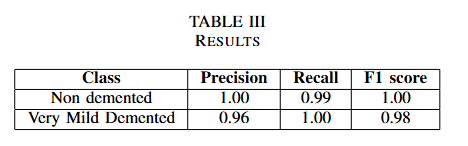 TABLE III
RESULTS
Class Precision Recall F1 score
Non demented 1.00 0.99 1.00
Very Mild Demented 0.96 1.00 0.98